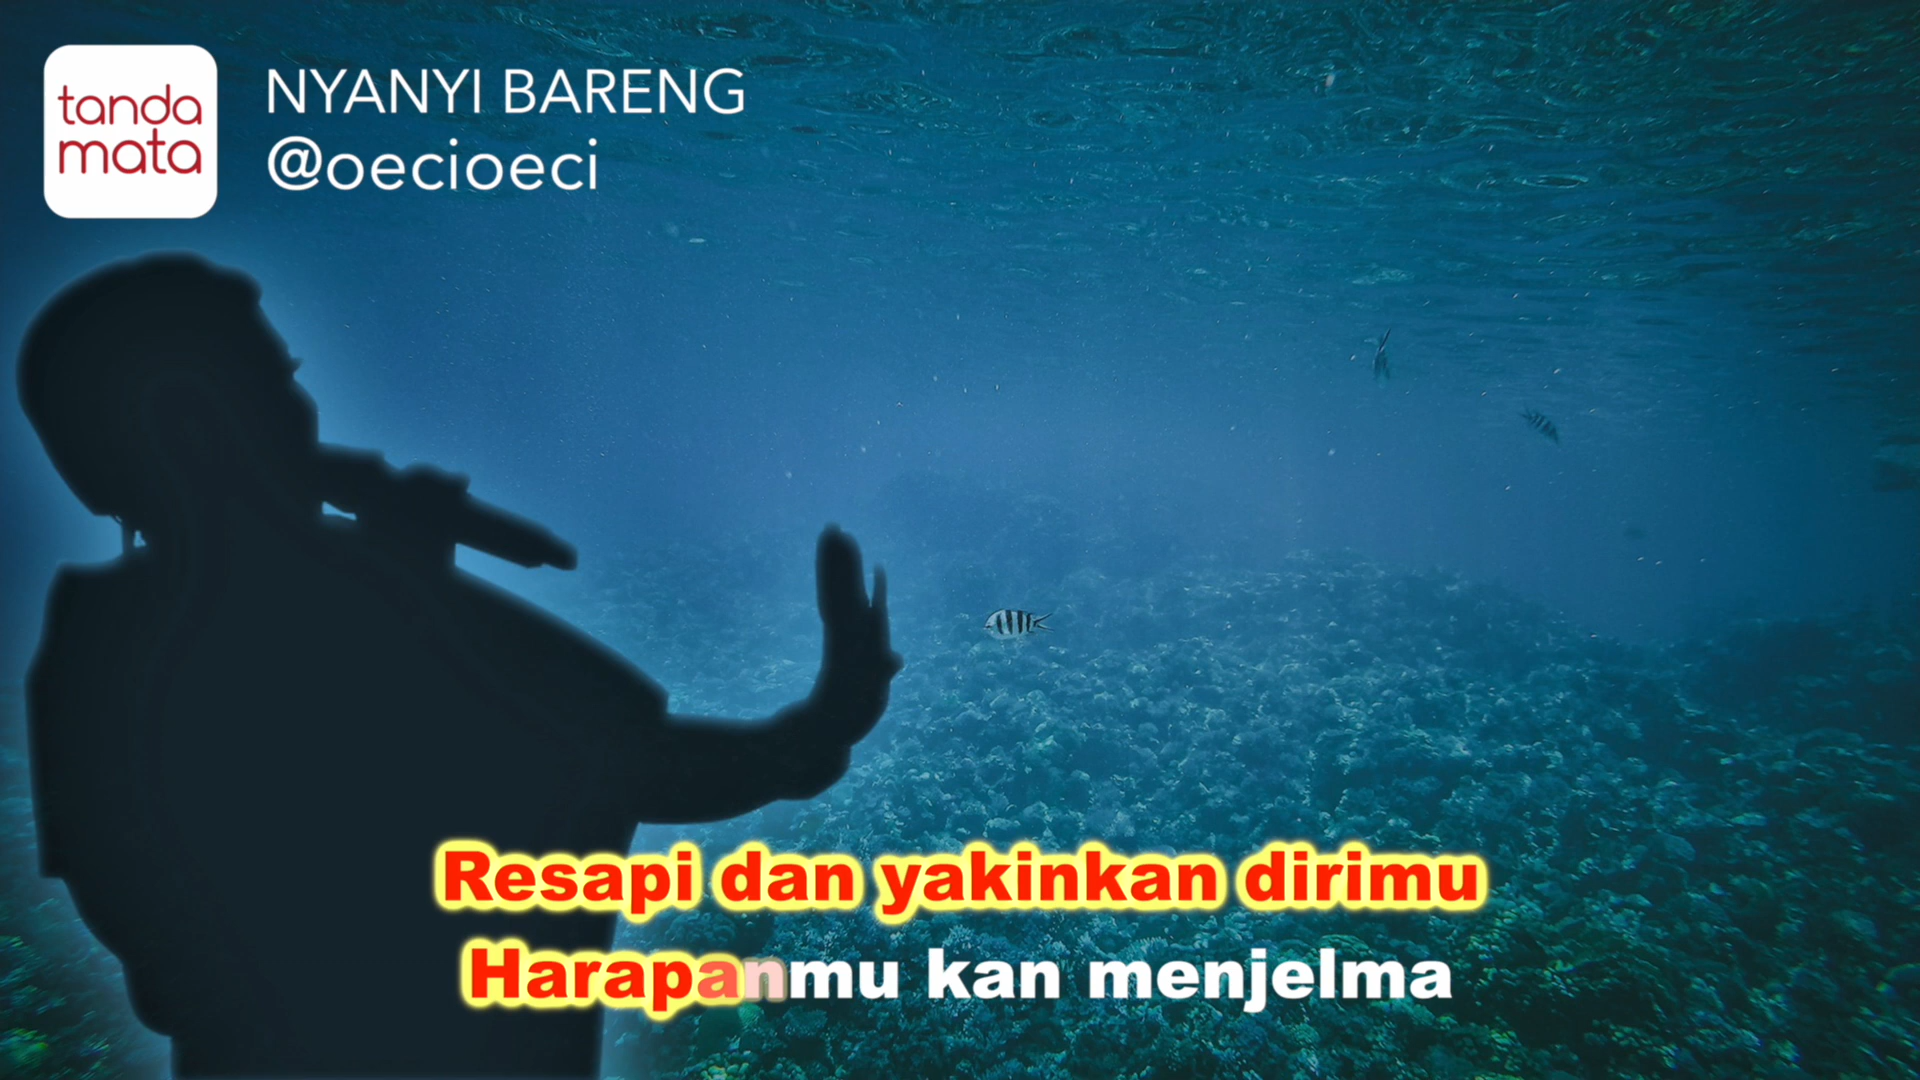 tanda
mata
NYANYI BARENG
@oecioeci
Resapi dan yakinkan dirimu
Harapanmu kan menjelma